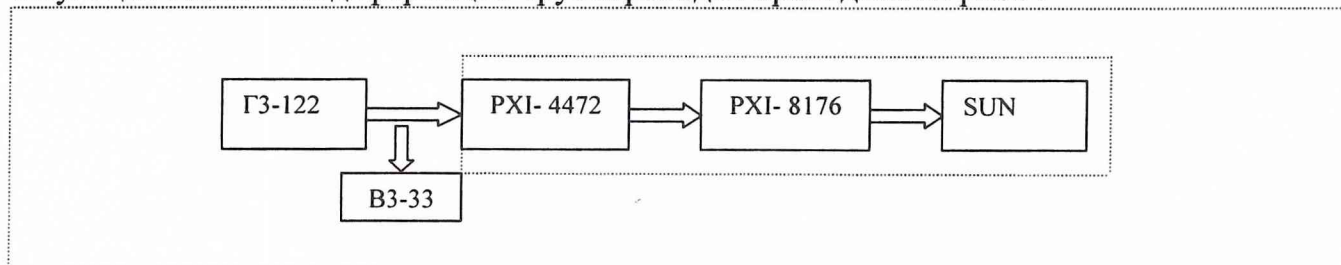 Г3-122
PXI- 4472
PXI- 8176
SUN
В3-33